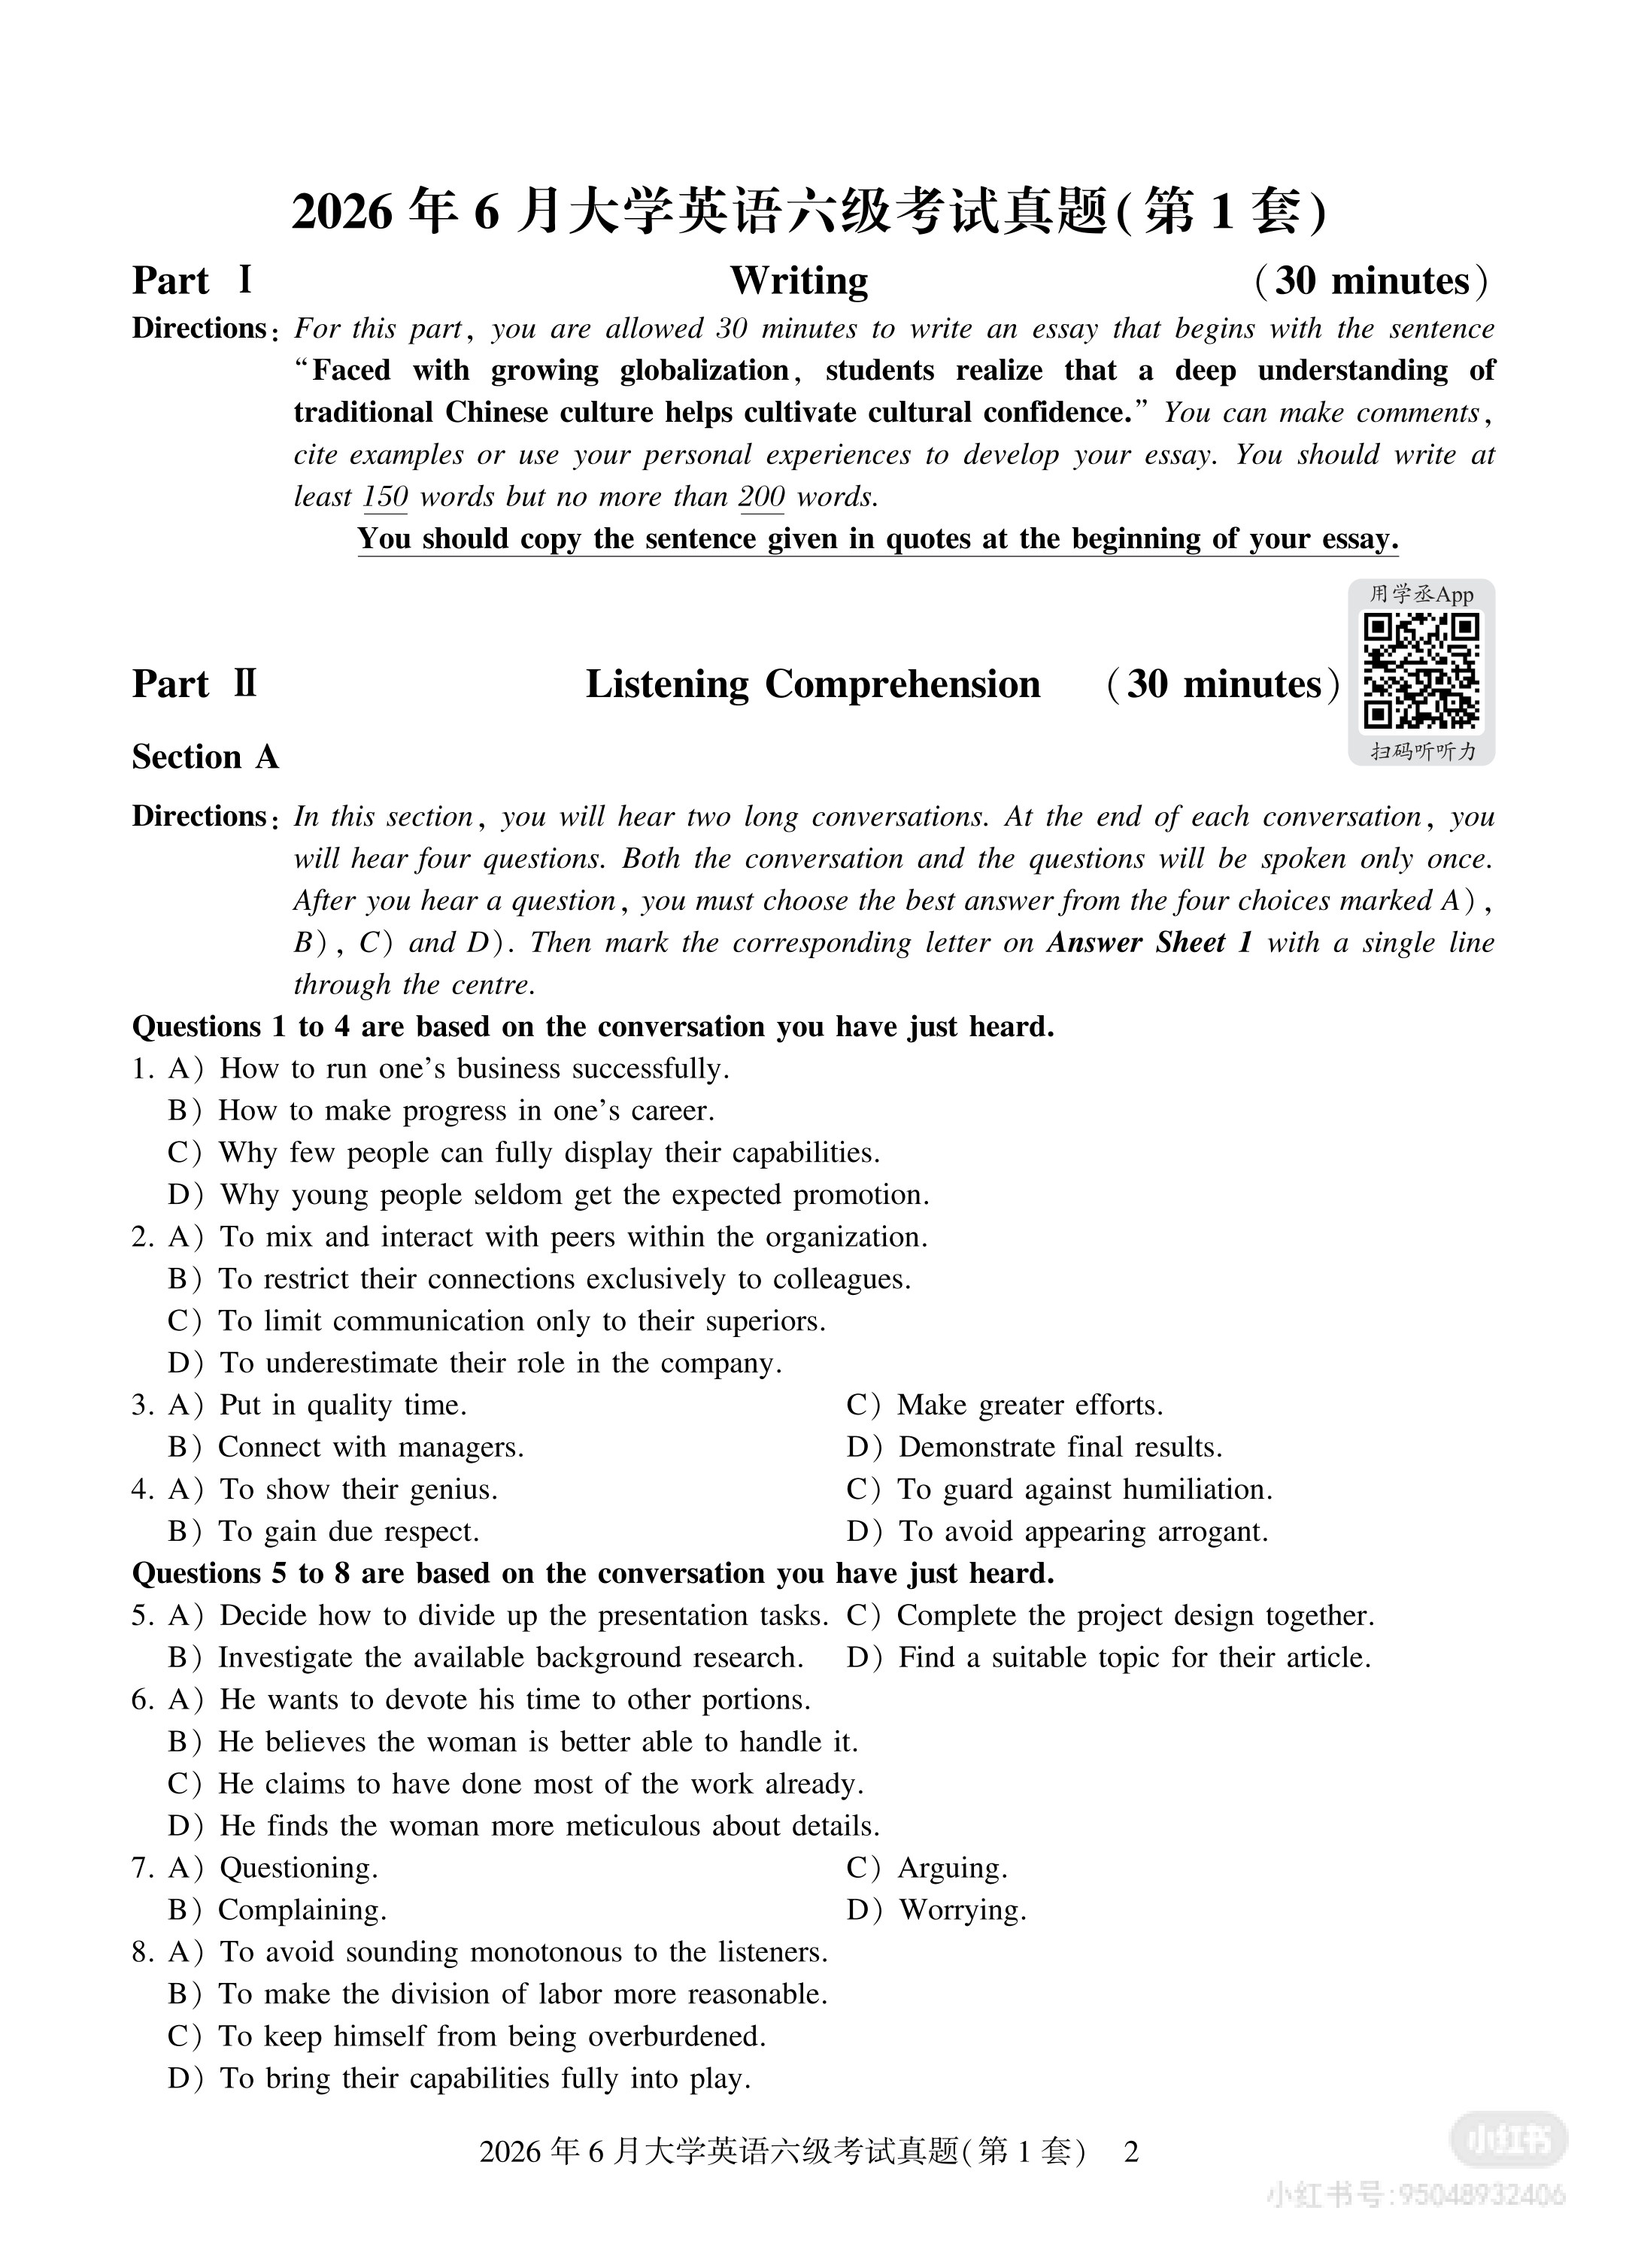 2026 年 6 月大学英语六级考试真题(第 1 套)
Part Ⅰ Writing (30 minutes)
Directions: For this part, you are allowed 30 minutes to write an essay that begins with the sentence
“Faced with growing globalization, students realize that a deep understanding of
traditional Chinese culture helps cultivate cultural confidence.” You can make comments,
cite examples or use your personal experiences to develop your essay. You should write at
least 150 words but no more than 200 words.
You should copy the sentence given in quotes at the beginning of your essay.
用学丞App
Part Ⅱ Listening Comprehension (30 minutes)
扫码听听力
Section A
Directions: In this section, you will hear two long conversations. At the end of each conversation, you
will hear four questions. Both the conversation and the questions will be spoken only once.
After you hear a question, you must choose the best answer from the four choices marked A),
B), C) and D). Then mark the corresponding letter on Answer Sheet 1 with a single line
through the centre.
Questions 1 to 4 are based on the conversation you have just heard.
1. A) How to run one’s business successfully.
B) How to make progress in one’s career.
C) Why few people can fully display their capabilities.
D) Why young people seldom get the expected promotion.
2. A) To mix and interact with peers within the organization.
B) To restrict their connections exclusively to colleagues.
C) To limit communication only to their superiors.
D) To underestimate their role in the company.
3. A) Put in quality time. C) Make greater efforts.
B) Connect with managers. D) Demonstrate final results.
4. A) To show their genius. C) To guard against humiliation.
B) To gain due respect. D) To avoid appearing arrogant.
Questions 5 to 8 are based on the conversation you have just heard.
5. A) Decide how to divide up the presentation tasks. C) Complete the project design together.
B) Investigate the available background research. D) Find a suitable topic for their article.
6. A) He wants to devote his time to other portions.
B) He believes the woman is better able to handle it.
C) He claims to have done most of the work already.
D) He finds the woman more meticulous about details.
7. A) Questioning. C) Arguing.
B) Complaining. D) Worrying.
8. A) To avoid sounding monotonous to the listeners.
B) To make the division of labor more reasonable.
C) To keep himself from being overburdened.
D) To bring their capabilities fully into play.
2026 年 6 月大学英语六级考试真题(第 1 套) 2
小红书
小红书号:95048932406